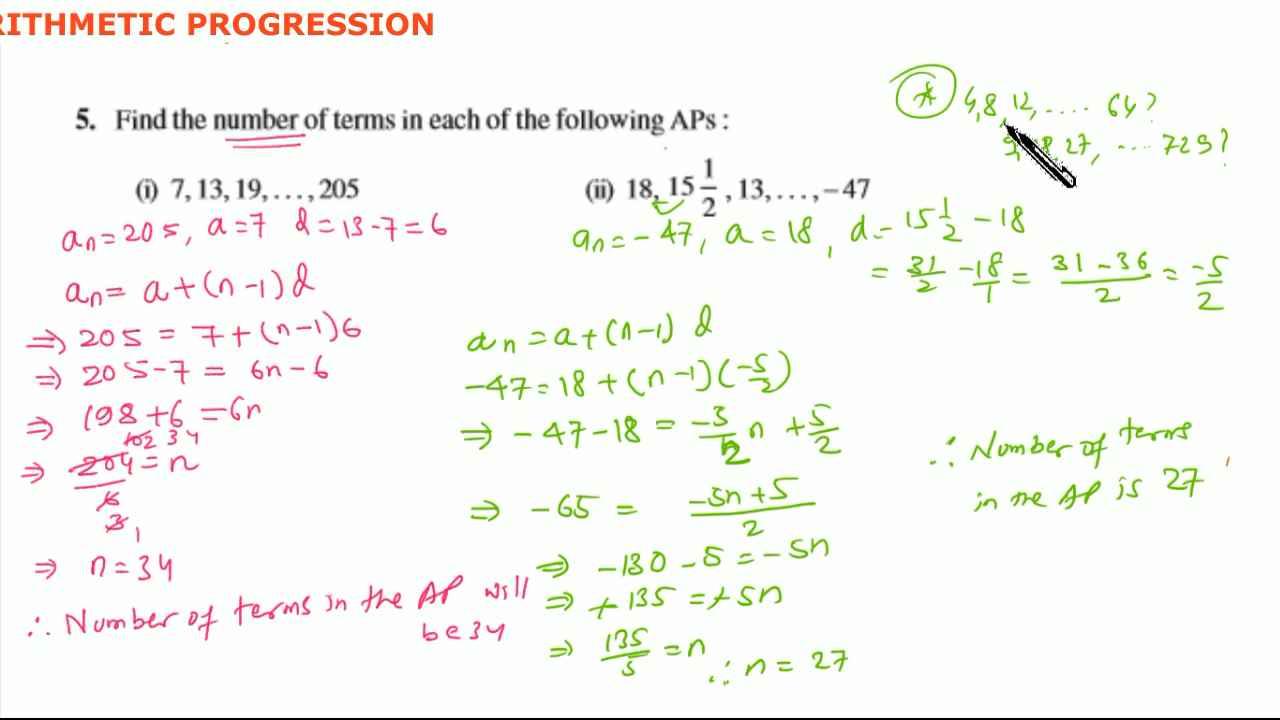 RITHMETIC PROGRESSION
5. Find the number of terms in each of the following APs :
(i) 7, 13, 19, . . . , 205
aₙ = 205, a = 7 d = 13-7 = 6
aₙ = a + (n-1) d
⇒ 205 = 7 + (n-1) 6
⇒ 205-7 = 6n-6
⇒ 198 + 6 = 6n
102 34
⇒ 204 = n
6
3 1
⇒ n = 34
∴ Number of terms in the AP will
be 34
(ii) 18, 15 1/2, 13, . . . , -47
aₙ = -47, a = 18, d = 15 1/2 - 18
= 31/2 - 18/1 = 31-36/2 = -5/2
aₙ = a + (n-1) d
-47 = 18 + (n-1) (-5/2)
⇒ -47-18 = -5/2 n + 5/2
⇒ -65 = -5n+5/2
⇒ -130 - 5 = -5n
⇒ +135 = +5n
⇒ 135/5 = n
∴ n = 27
∴ Number of terms
in the AP is 27
* 4, 8, 12, .... 64?
27, .... 729?